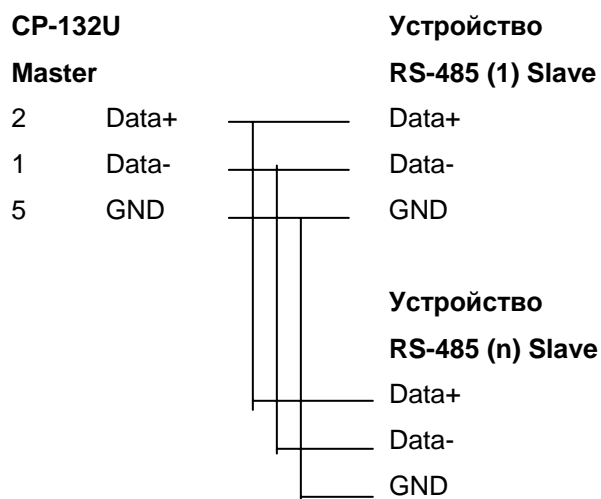 CP-132U Устройство
Master RS-485 (1) Slave
2 Data+ Data+
1 Data- Data-
5 GND GND
Устройство
RS-485 (n) Slave
Data+
Data-
GND